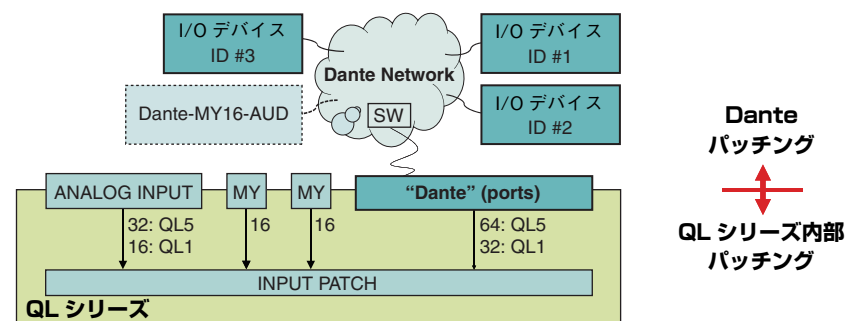 I/O デバイス
ID #3
I/O デバイス
ID #1
Dante Network
Dante-MY16-AUD
SW
I/O デバイス
ID #2
Dante
パッチング
ANALOG INPUT
MY
MY
“Dante” (ports)
32: QL5
16: QL1
16
16
64: QL5
32: QL1
QL シリーズ内部
パッチング
INPUT PATCH
QL シリーズ